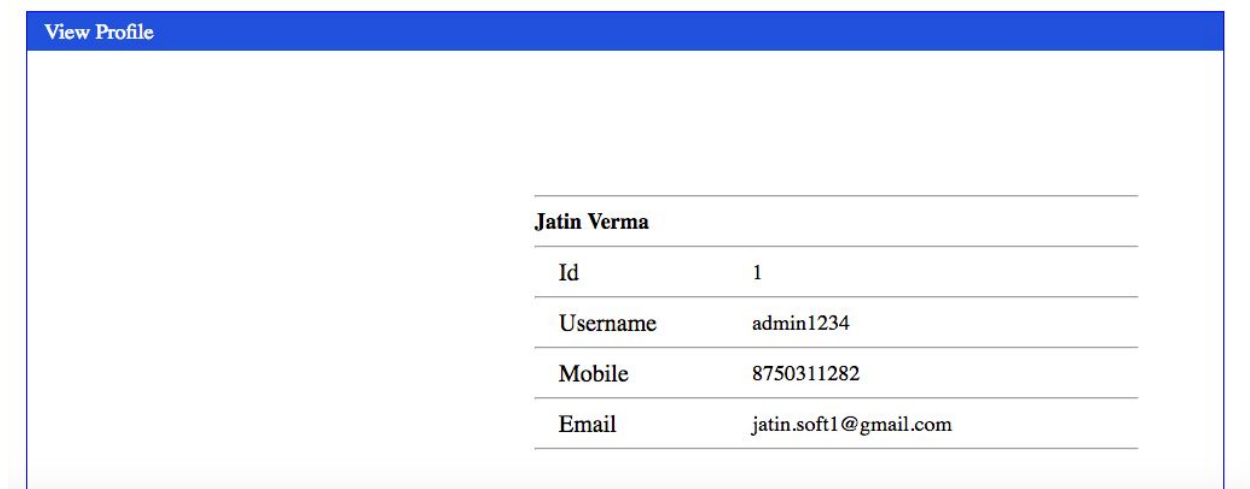 View Profile
Jatin Verma
Id 1
Username admin1234
Mobile 8750311282
Email jatin.soft1@gmail.com